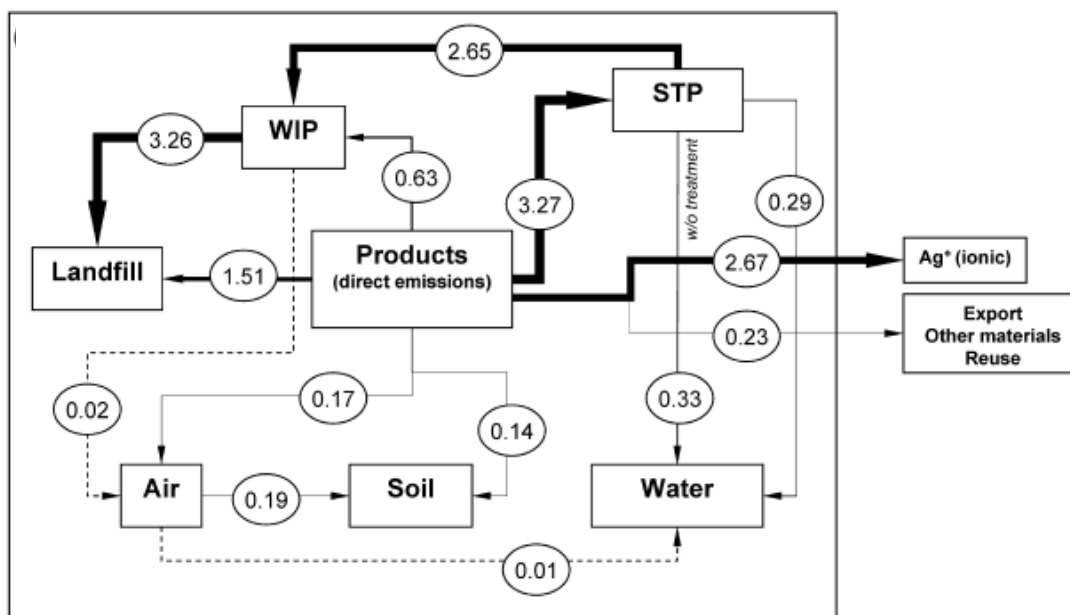 2.65
STP
WIP
3.26
0.63
w/o treatment
3.27
0.29
Products
(direct emissions)
Landfill
1.51
2.67
Ag+ (ionic)
Export
Other materials
Reuse
0.23
0.02
0.17
0.33
0.14
Air
0.19
Soil
Water
0.01